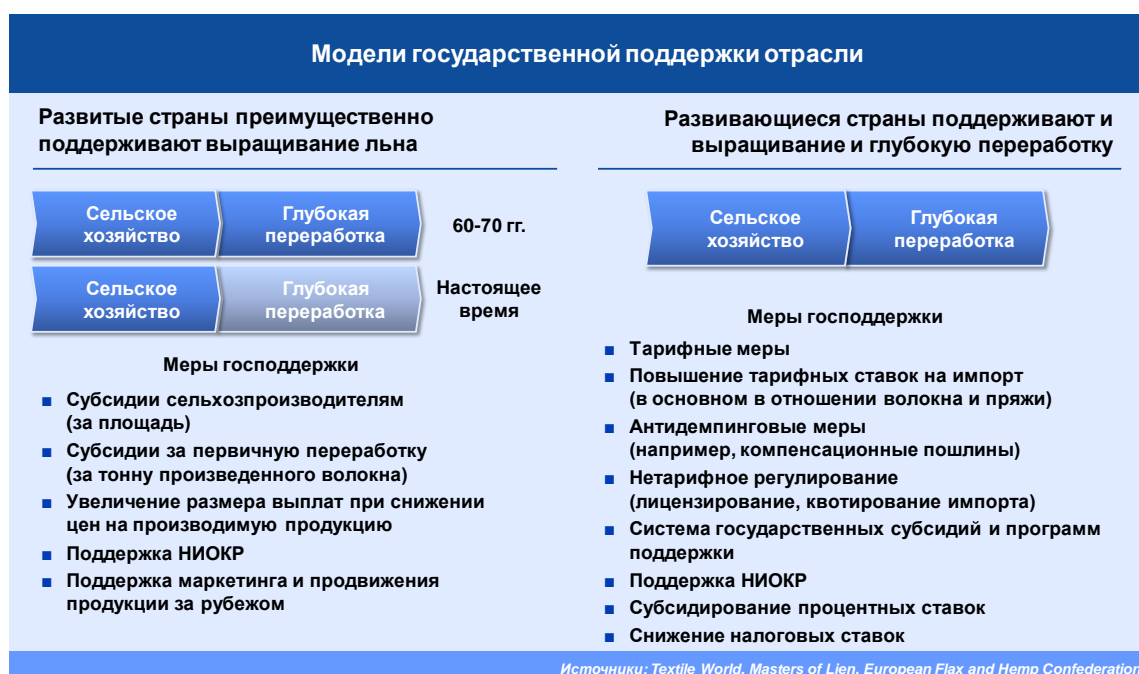 Модели государственной поддержки отрасли
Развитые страны преимущественно
поддерживают выращивание льна
Сельское
хозяйство
Глубокая
переработка
60-70 гг.
Сельское
хозяйство
Глубокая
переработка
Настоящее
время
Меры господдержки
■ Субсидии сельхозпроизводителям
(за площадь)
■ Субсидии за первичную переработку
(за тонну произведенного волокна)
■ Увеличение размера выплат при снижении
цен на производимую продукцию
■ Поддержка НИОКР
■ Поддержка маркетинга и продвижения
продукции за рубежом
Развивающиеся страны поддерживают и
выращивание и глубокую переработку
Сельское
хозяйство
Глубокая
переработка
Меры господдержки
■ Тарифные меры
■ Повышение тарифных ставок на импорт
(в основном в отношении волокна и пряжи)
■ Антидемпинговые меры
(например, компенсационные пошлины)
■ Нетарифное регулирование
(лицензирование, квотирование импорта)
■ Система государственных субсидий и программ
поддержки
■ Поддержка НИОКР
■ Субсидирование процентных ставок
■ Снижение налоговых ставок
Источники: Textile World, Masters of Lien, European Flax and Hemp Confederation